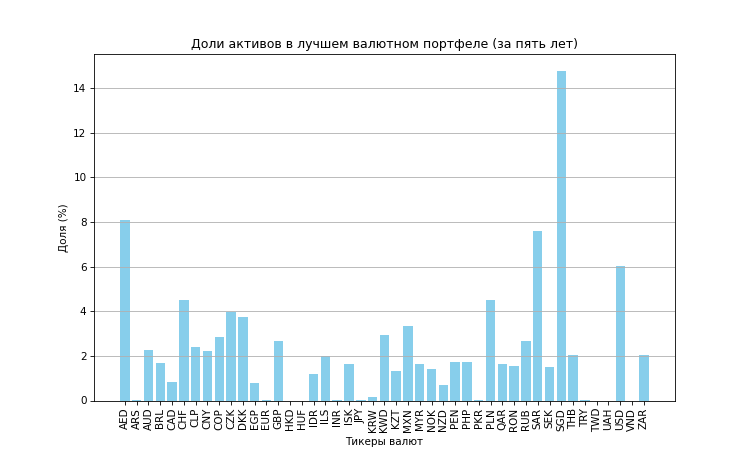 Доли активов в лучшем валютном портфеле (за пять лет)
Доля (%)
14
12
10
8
6
4
2
0
AED ARS AUD BRL CAD CHF CLP CNY COP CZK DKK EGP EUR GBP HKD HUF IDR ILS INR ISK JPY KRW KWD KZT MXN MYR NOK NZD PEN PHP PKR PLN QAR RON RUB SAR SEK SGD THB TRY TWD UAH USD VND ZAR
Тикеры валют